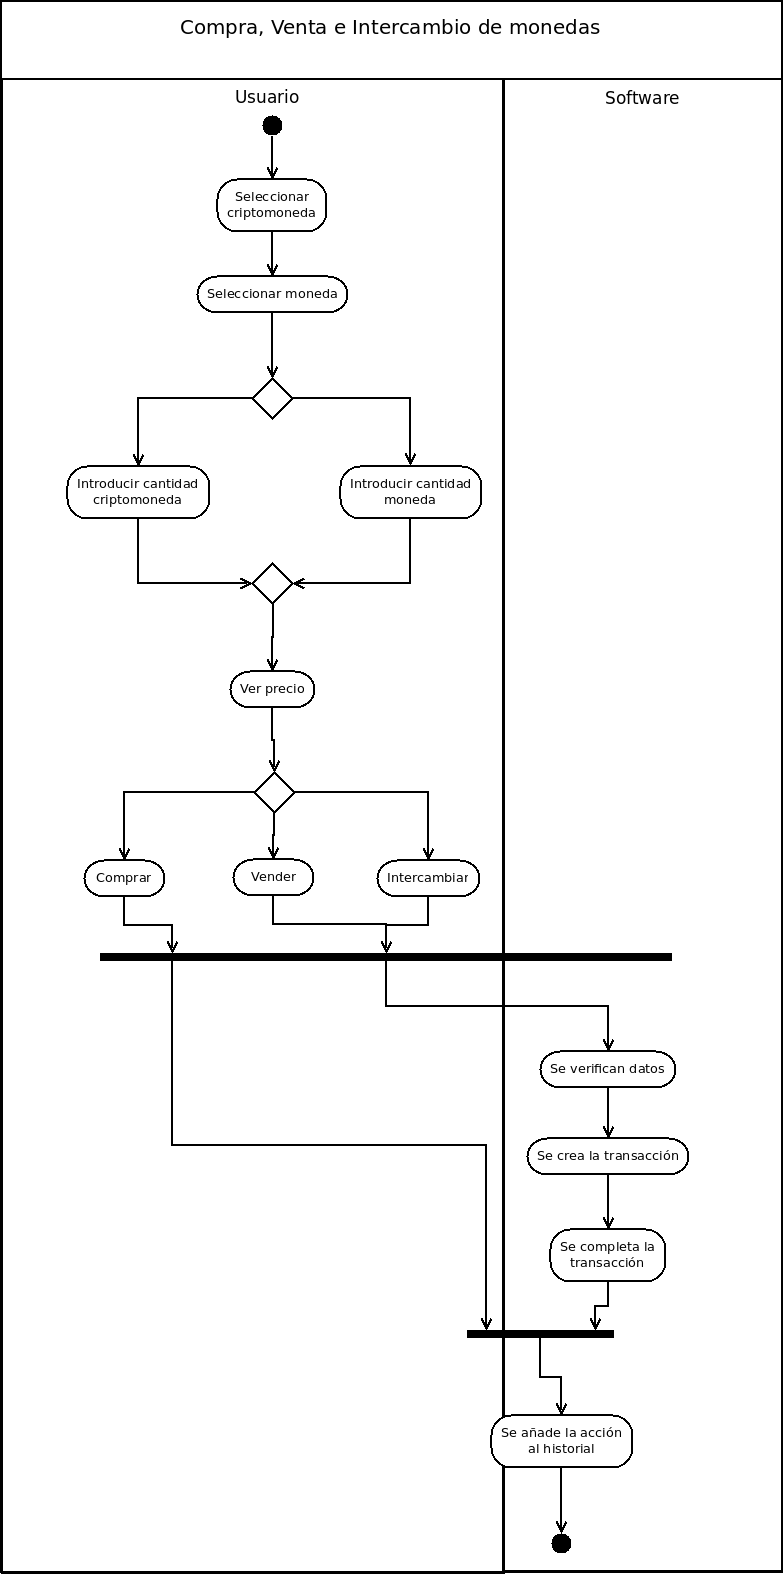 Compra, Venta e Intercambio de monedas
Usuario
Software
Seleccionar
criptomoneda
Seleccionar moneda
Introducir cantidad
criptomoneda
Introducir cantidad
moneda
Ver precio
Comprar
Vender
Intercambiar
Se verifican datos
Se crea la transacción
Se completa la
transacción
Se añade la acción
al historial